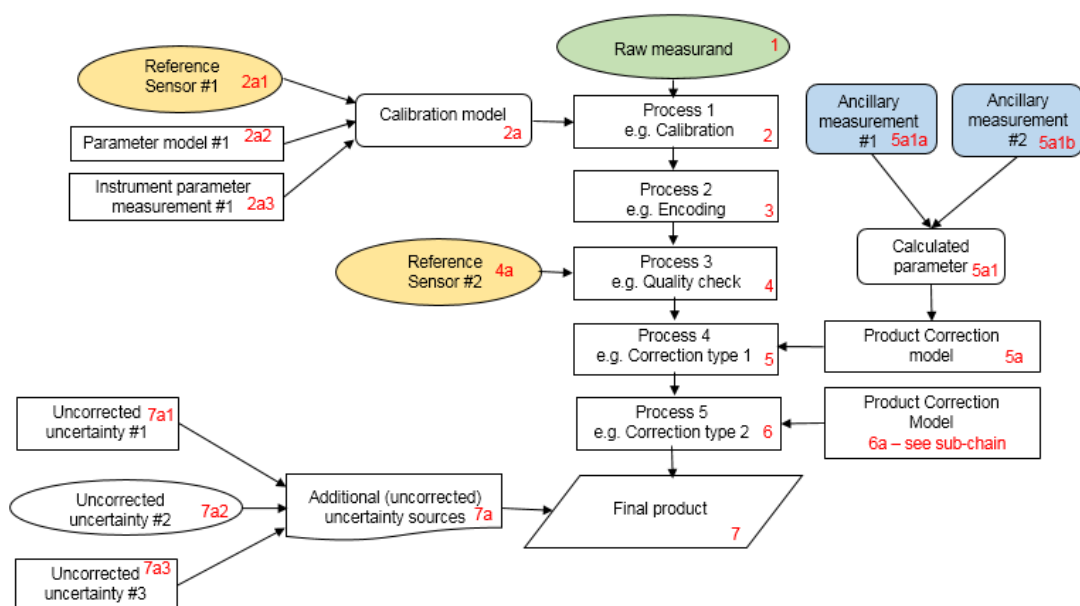 Raw measurand 1
Reference
Sensor #1 2a1
Parameter model #1 2a2
Instrument parameter
measurement #1 2a3
Calibration model
2a
Process 1
e.g. Calibration 2
Ancillary
measurement
#1 5a1a
Ancillary
measurement
#2 5a1b
Process 2
e.g. Encoding 3
Reference
Sensor #2 4a
Process 3
e.g. Quality check 4
Calculated
parameter 5a1
Process 4
e.g. Correction type 1 5
Product Correction
model 5a
Process 5
e.g. Correction type 2 6
Product Correction
Model
6a – see sub-chain
Uncorrected 7a1
uncertainty #1
Uncorrected
uncertainty #2 7a2
Uncorrected 7a3
uncertainty #3
Additional (uncorrected)
uncertainty sources 7a
Final product
7